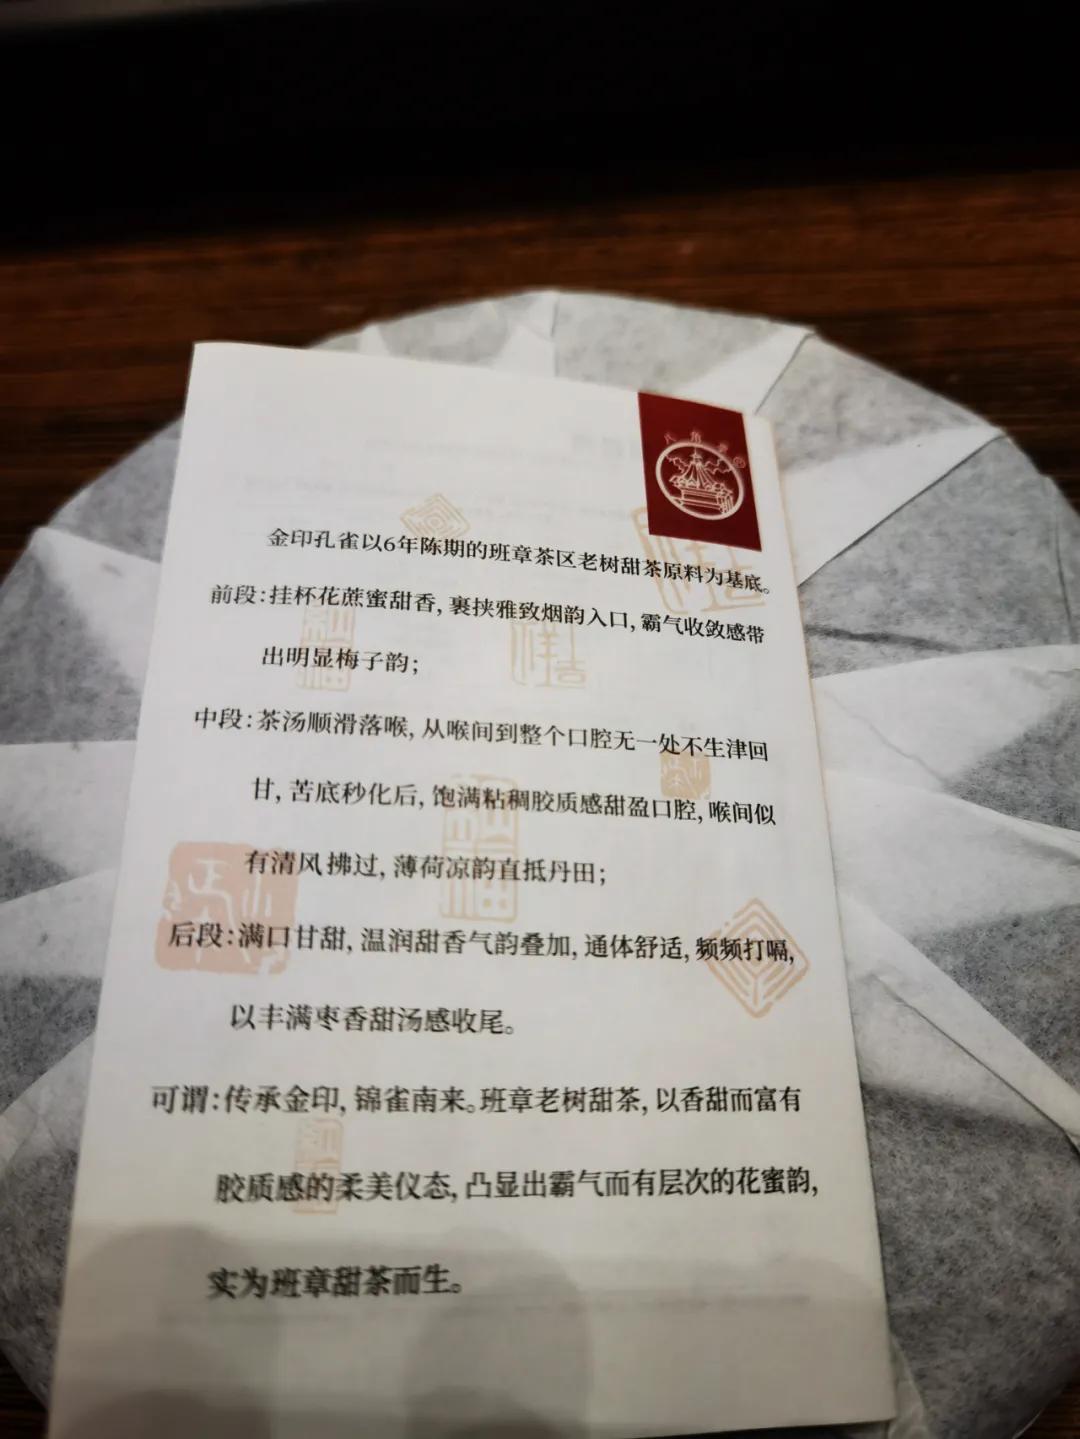 八角亭
金印孔雀以6年陈期的班章茶区老树甜茶原料为基底。
前段:挂杯花蔗蜜甜香,裹挟雅致烟韵入口,霸气收敛感带
出明显梅子韵;
中段:茶汤顺滑落喉,从喉间到整个口腔无一处不生津回
甘,苦底秒化后,饱满粘稠胶质感甜盈口腔,喉间似
有清风拂过,薄荷凉韵直抵丹田;
后段:满口甘甜,温润甜香气韵叠加,通体舒适,频频打嗝,
以丰满枣香甜汤感收尾。
可谓:传承金印,锦雀南来。班章老树甜茶,以香甜而富有
胶质感的柔美仪态,凸显出霸气而有层次的花蜜韵,
实为班章甜茶而生。